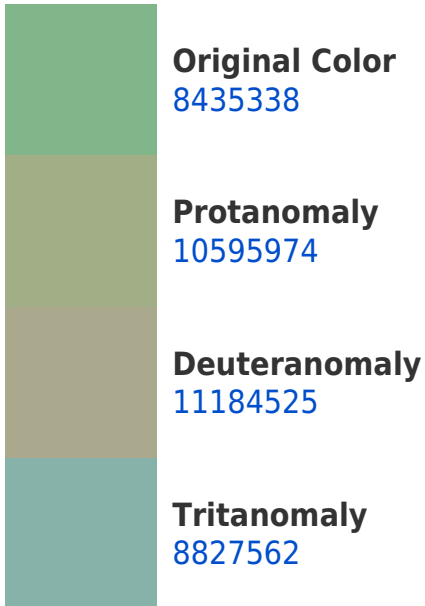 Original Color
8435338
Protanomaly
10595974
Deuteranomaly
11184525
Tritanomaly
8827562